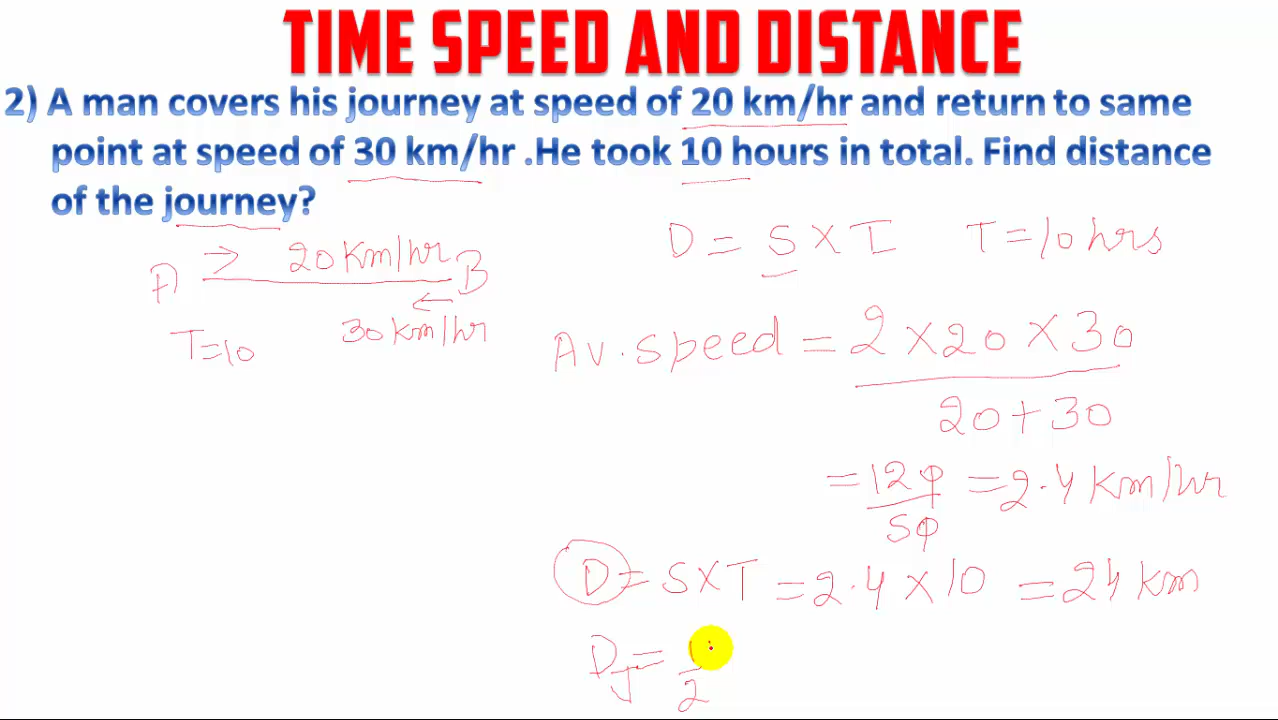 TIME SPEED AND DISTANCE
2) A man covers his journey at speed of 20 km/hr and return to same
point at speed of 30 km/hr .He took 10 hours in total. Find distance
of the journey?
D = S X T T = 10 hrs
A > 20 Km/hr B
30 km/hr
T=10
Av. speed = 2 X 20 X 30
20 + 30
= 120 = 2.4 Km/hr
50
D = S X T = 2.4 X 10 = 24 km
DJ =
2